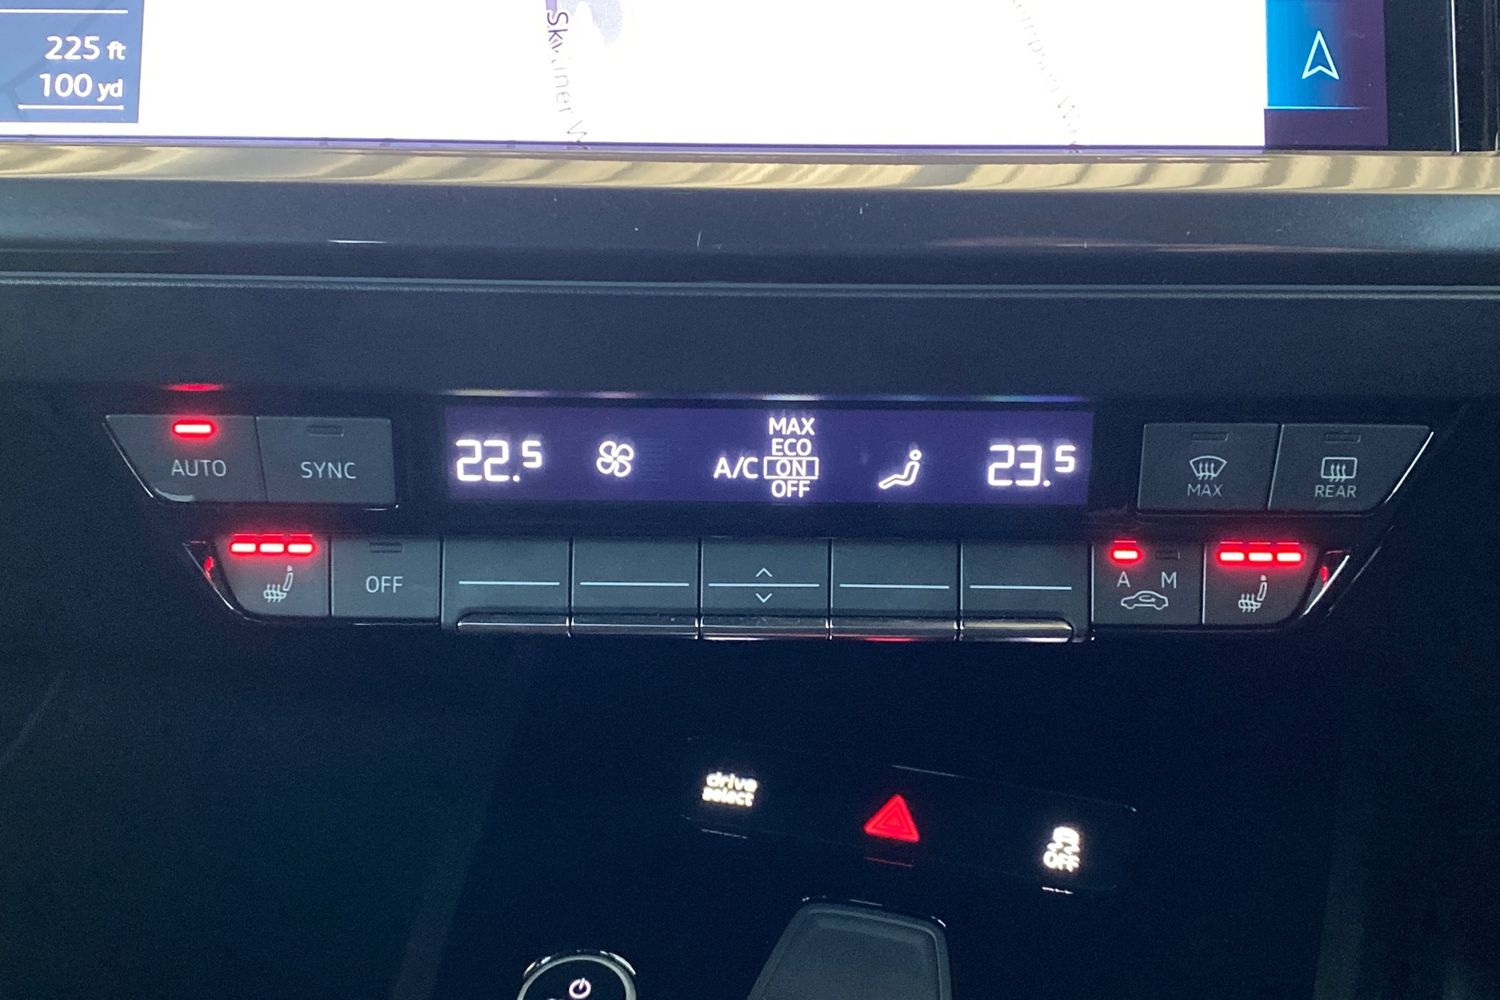 225 ft
100 yd
AUTO
SYNC
22.5
A/C
MAX
ECO
ON
OFF
23.5
MAX
REAR
OFF
A M
drive
select
OFF